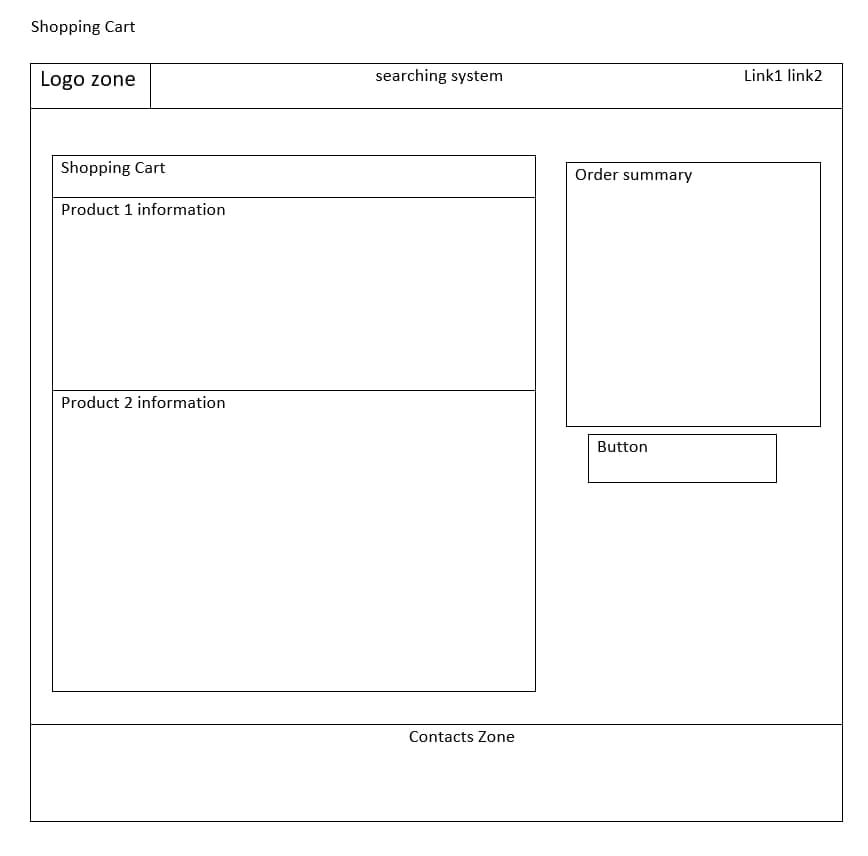 Shopping Cart
Logo zone
searching system
Link1 link2
Shopping Cart
Product 1 information
Product 2 information
Order summary
Button
Contacts Zone